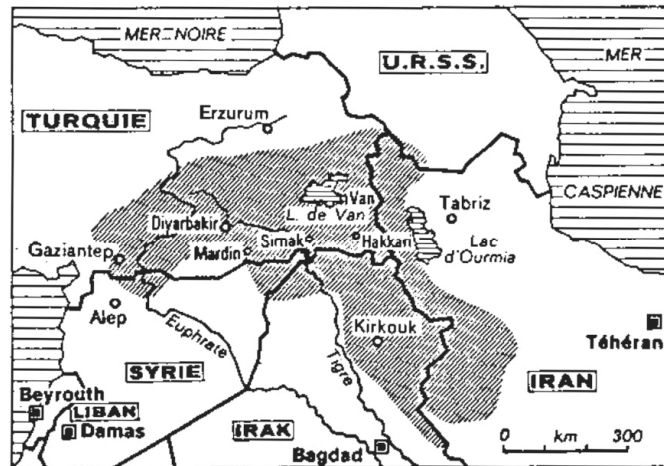 MER NOIRE
U.R.S.S.
MER
CASPIENNE
Erzurum
TURQUIE
Van
L. de Van
Tabriz
Diyarbakir
Sirnak
Hakkari
Lac
d'Ourmia
Gaziantep
Mardin
Alep
Euphrate
Kirkouk
Téhéran
SYRIE
Tigre
IRAN
Beyrouth
LIBAN
Damas
IRAK
Bagdad
0 km 300